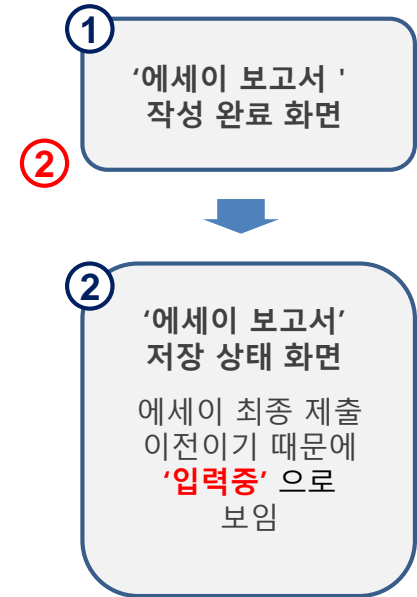 1
‘에세이 보고서 '
작성 완료 화면
2
2
‘에세이 보고서’
저장 상태 화면
에세이 최종 제출
이전이기 때문에
‘입력중’ 으로
보임